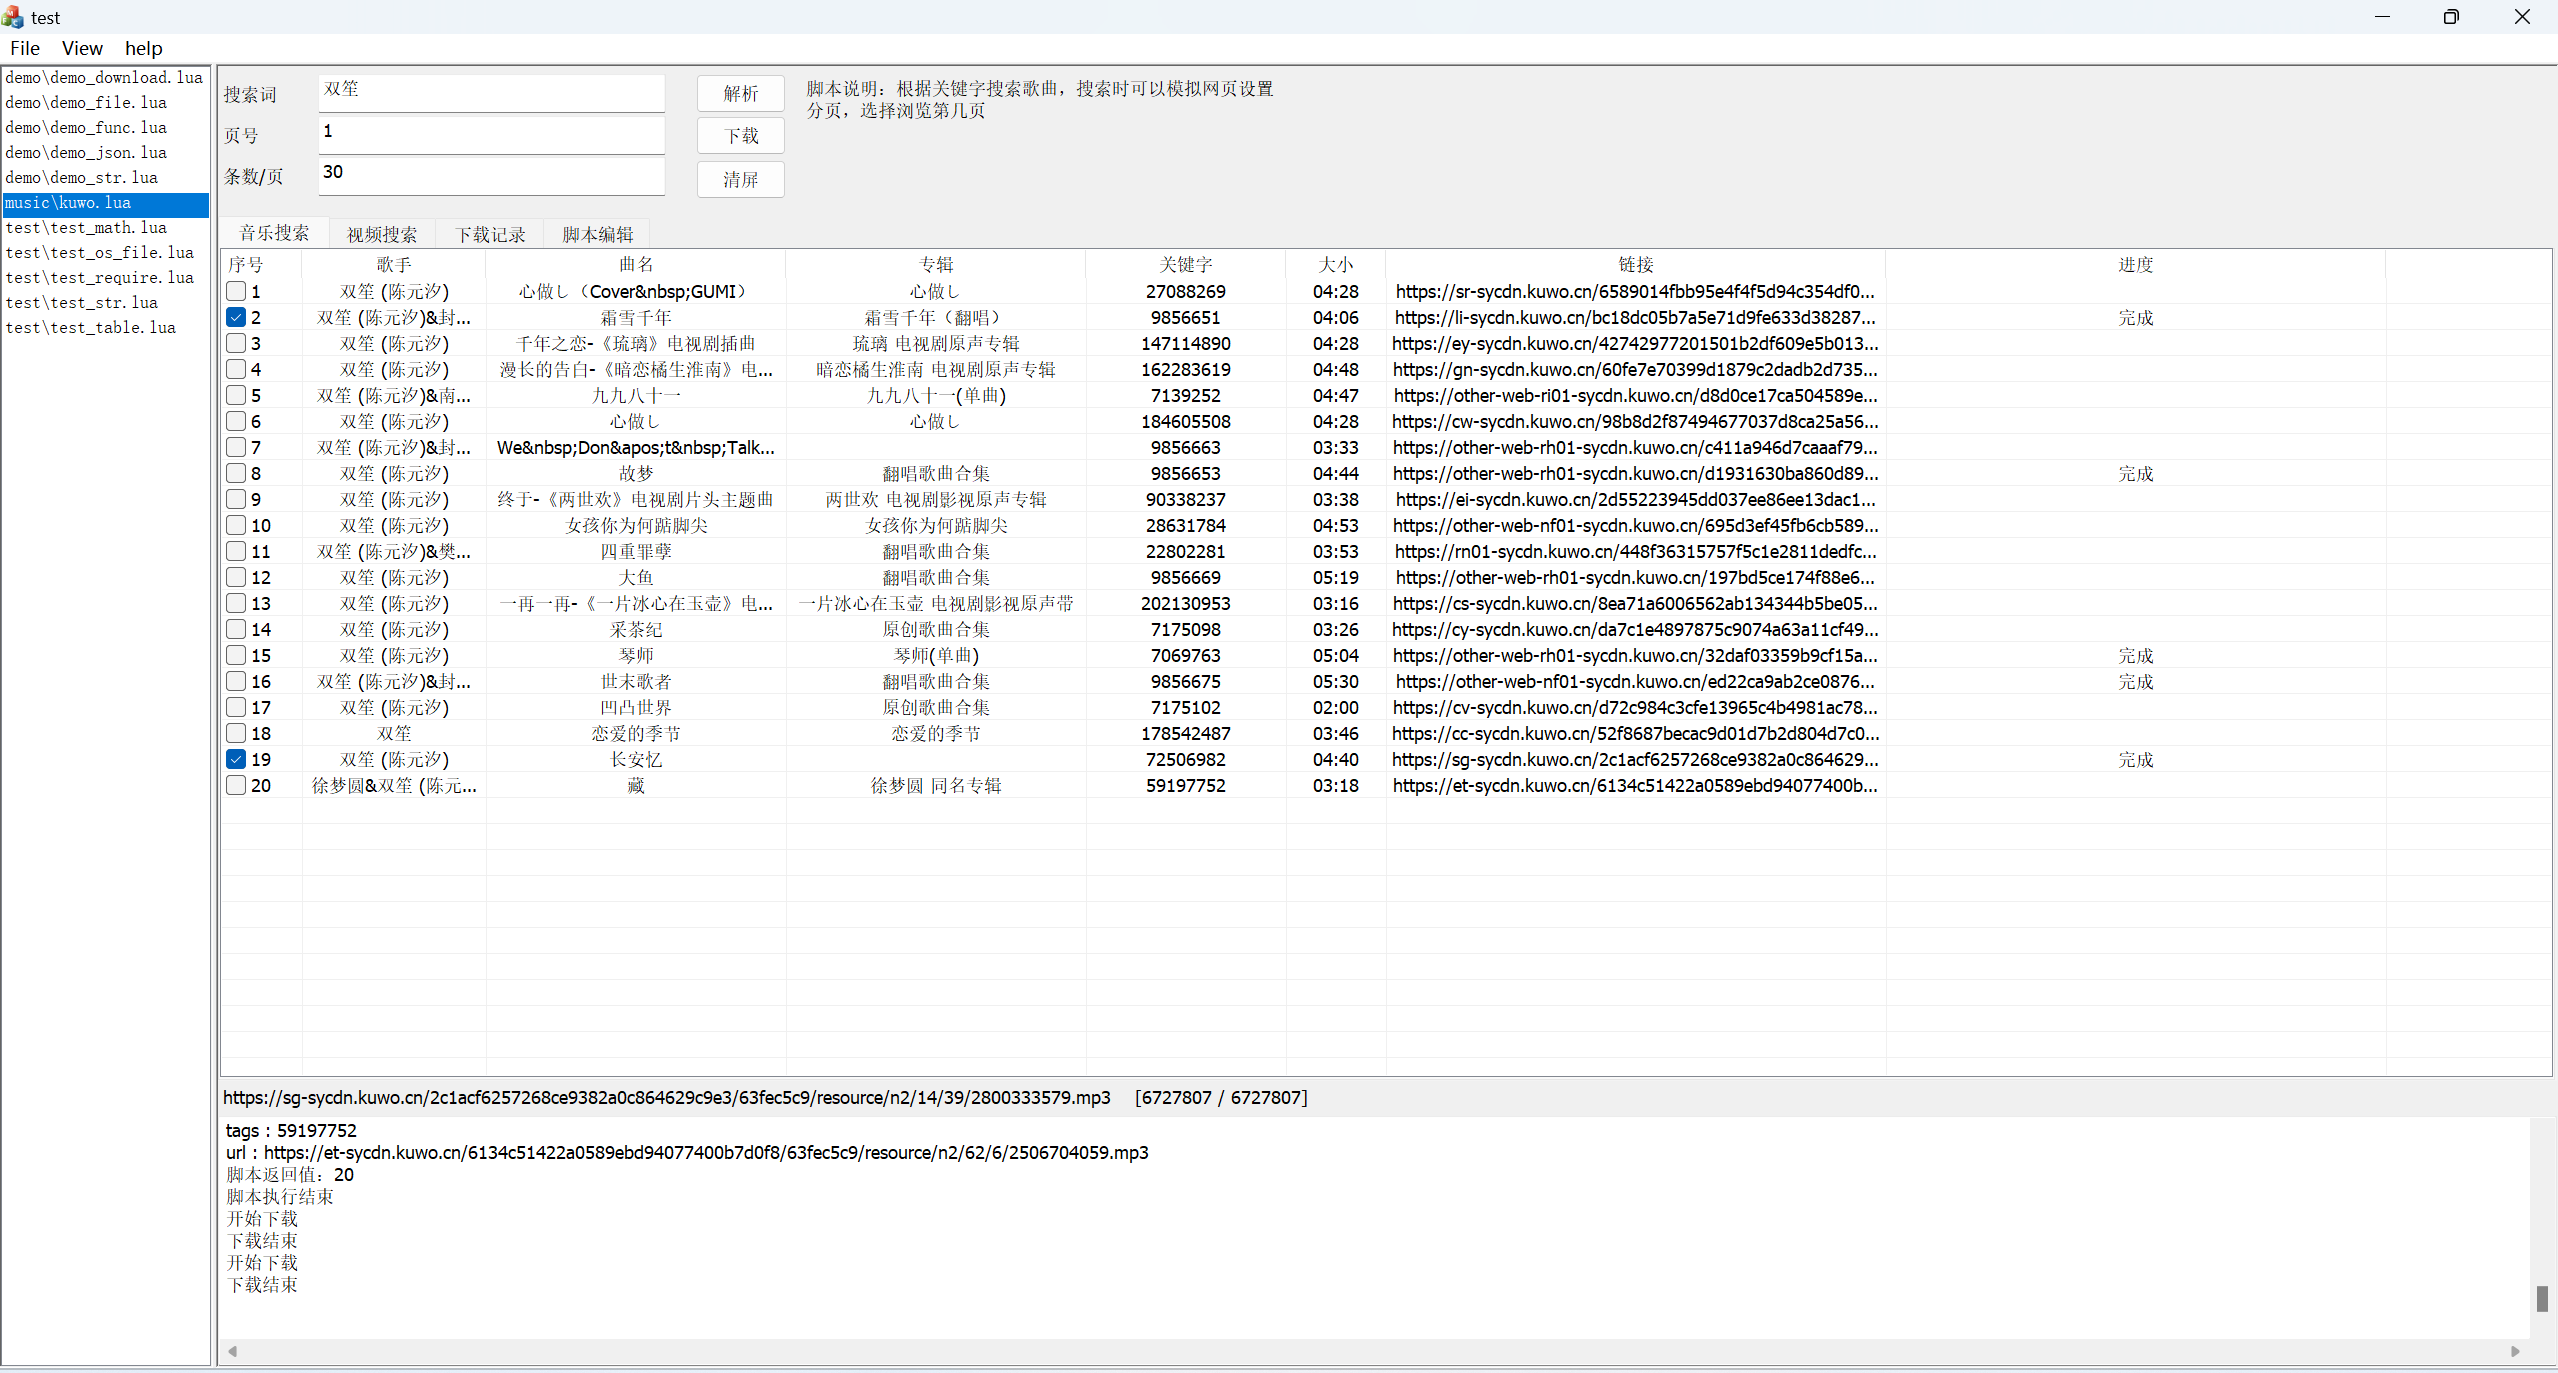 test
File View help
demo\demo_download.lua
demo\demo_file.lua
demo\demo_func.lua
demo\demo_json.lua
demo\demo_str.lua
music\kuwo.lua
test\test_math.lua
test\test_os_file.lua
test\test_require.lua
test\test_str.lua
test\test_table.lua
搜索词 双笙 解析
页号 1 下载
条数/页 30 清屏
脚本说明：根据关键字搜索歌曲，搜索时可以模拟网页设置
分页，选择浏览第几页
音乐搜索 视频搜索 下载记录 脚本编辑
序号 歌手 曲名 专辑 关键字 大小 链接 进度
1 双笙 (陈元汐) 心做し（Cover&nbsp;GUMI） 心做し 27088269 04:28 https://sr-sycdn.kuwo.cn/6589014fbb95e4f4f5d94c354df0...
2 双笙 (陈元汐)&封... 霜雪千年 霜雪千年（翻唱） 9856651 04:06 https://li-sycdn.kuwo.cn/bc18dc05b7a5e71d9fe633d38287... 完成
3 双笙 (陈元汐) 千年之恋-《琉璃》电视剧插曲 琉璃 电视剧原声专辑 147114890 04:28 https://ey-sycdn.kuwo.cn/42742977201501b2df609e5b013...
4 双笙 (陈元汐) 漫长的告白-《暗恋橘生淮南》电... 暗恋橘生淮南 电视剧原声专辑 162283619 04:48 https://gn-sycdn.kuwo.cn/60fe7e70399d1879c2dadb2d735...
5 双笙 (陈元汐)&南... 九九八十一 九九八十一(单曲) 7139252 04:47 https://other-web-ri01-sycdn.kuwo.cn/d8d0ce17ca504589e...
6 双笙 (陈元汐) 心做し 心做し 184605508 04:28 https://cw-sycdn.kuwo.cn/98b8d2f87494677037d8ca25a56...
7 双笙 (陈元汐)&封... We&nbsp;Don&apos;t&nbsp;Talk... 9856663 03:33 https://other-web-rh01-sycdn.kuwo.cn/c411a946d7caaaf79...
8 双笙 (陈元汐) 故梦 翻唱歌曲合集 9856653 04:44 https://other-web-rh01-sycdn.kuwo.cn/d1931630ba860d89... 完成
9 双笙 (陈元汐) 终于-《两世欢》电视剧片头主题曲 两世欢 电视剧影视原声专辑 90338237 03:38 https://ei-sycdn.kuwo.cn/2d55223945dd037ee86ee13dac1...
10 双笙 (陈元汐) 女孩你为何踮脚尖 女孩你为何踮脚尖 28631784 04:53 https://other-web-nf01-sycdn.kuwo.cn/695d3ef45fb6cb589...
11 双笙 (陈元汐)&樊... 四重罪孽 翻唱歌曲合集 22802281 03:53 https://rn01-sycdn.kuwo.cn/448f36315757f5c1e2811dedfc...
12 双笙 (陈元汐) 大鱼 翻唱歌曲合集 9856669 05:19 https://other-web-rh01-sycdn.kuwo.cn/197bd5ce174f88e6...
13 双笙 (陈元汐) 一再一再-《一片冰心在玉壶》电... 一片冰心在玉壶 电视剧影视原声带 202130953 03:16 https://cs-sycdn.kuwo.cn/8ea71a6006562ab134344b5be05...
14 双笙 (陈元汐) 采茶纪 原创歌曲合集 7175098 03:26 https://cy-sycdn.kuwo.cn/da7c1e4897875c9074a63a11cf49...
15 双笙 (陈元汐) 琴师 琴师(单曲) 7069763 05:04 https://other-web-rh01-sycdn.kuwo.cn/32daf03359b9cf15a... 完成
16 双笙 (陈元汐)&封... 世末歌者 翻唱歌曲合集 9856675 05:30 https://other-web-nf01-sycdn.kuwo.cn/ed22ca9ab2ce0876... 完成
17 双笙 (陈元汐) 凹凸世界 原创歌曲合集 7175102 02:00 https://cv-sycdn.kuwo.cn/d72c984c3cfe13965c4b4981ac78...
18 双笙 恋爱的季节 恋爱的季节 178542487 03:46 https://cc-sycdn.kuwo.cn/52f8687becac9d01d7b2d804d7c0...
19 双笙 (陈元汐) 长安忆 72506982 04:40 https://sg-sycdn.kuwo.cn/2c1acf6257268ce9382a0c864629... 完成
20 徐梦圆&双笙 (陈元... 藏 徐梦圆 同名专辑 59197752 03:18 https://et-sycdn.kuwo.cn/6134c51422a0589ebd94077400b...
https://sg-sycdn.kuwo.cn/2c1acf6257268ce9382a0c864629c9e3/63fec5c9/resource/n2/14/39/2800333579.mp3 [6727807 / 6727807]
tags : 59197752
url : https://et-sycdn.kuwo.cn/6134c51422a0589ebd94077400b7d0f8/63fec5c9/resource/n2/62/6/2506704059.mp3
脚本返回值：20
脚本执行结束
开始下载
下载结束
开始下载
下载结束